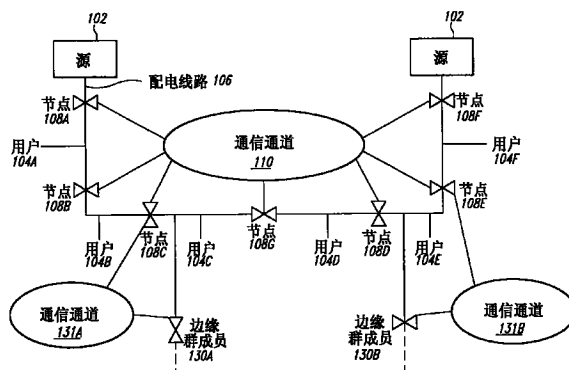 102
源
配电线路 106
节点
108A
用户
104A
节点
108B
通信通道
110
102
源
节点
108F
用户
104F
节点
108E
用户
104B
节点
108C
用户
104C
节点
108G
用户
104D
节点
108D
用户
104E
通信通道
131A
边缘
群成员
130A
边缘
群成员
130B
通信通道
131B